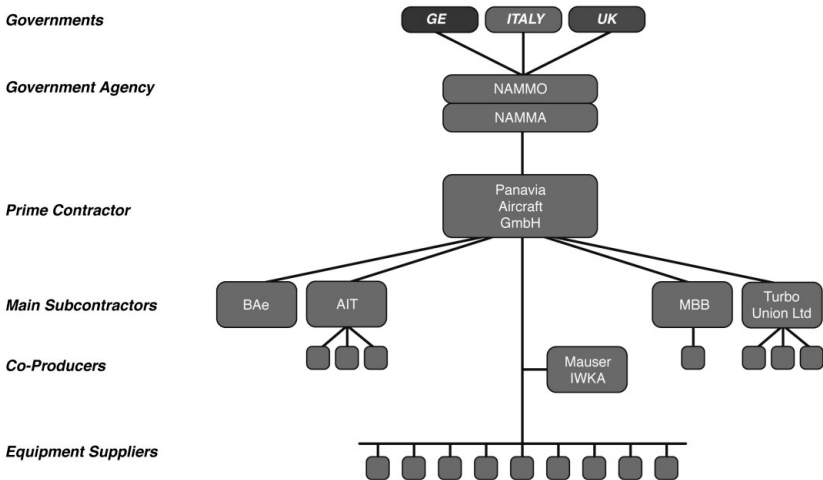 Governments
GE
ITALY
UK
Government Agency
NAMMO
NAMMA
Prime Contractor
Panavia
Aircraft
GmbH
Main Subcontractors
BAe
AIT
MBB
Turbo
Union Ltd
Co-Producers
Mauser
IWKA
Equipment Suppliers